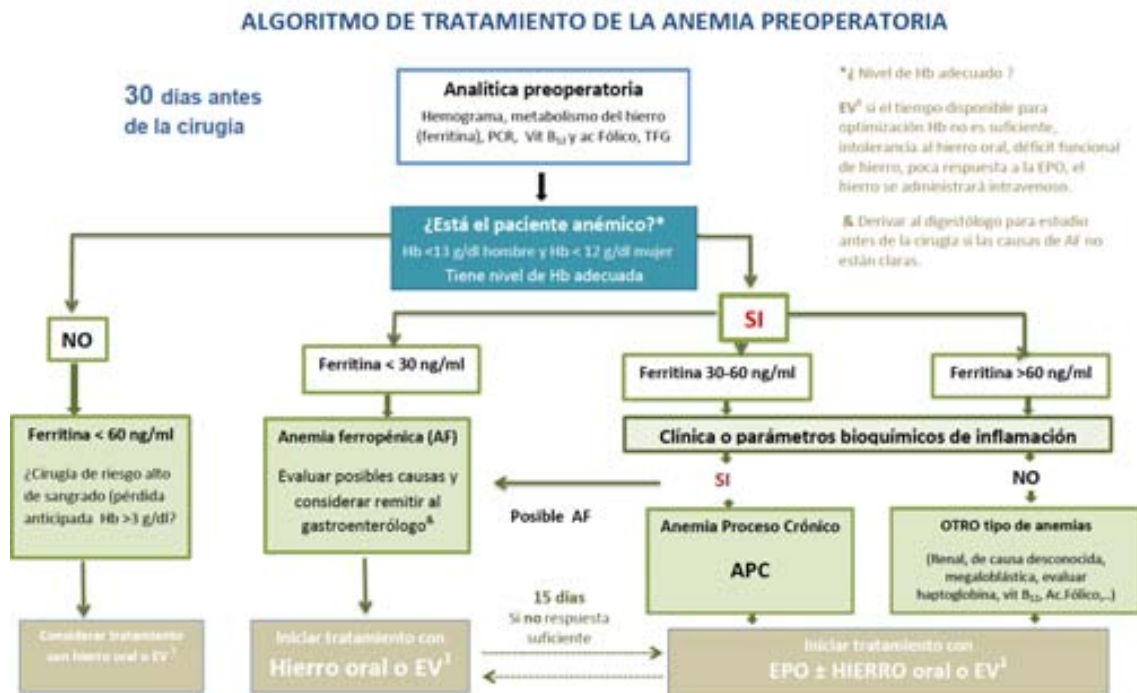 ALGORITMO DE TRATAMIENTO DE LA ANEMIA PREOPERATORIA
30 días antes
de la cirugía
Analítica preoperatoria
Hemograma, metabolismo del hierro
(ferritina), PCR, Vit B12 y ac Fólico, TFG
*¿ Nivel de Hb adecuado ?
EV¹ si el tiempo disponible para
optimización Hb no es suficiente,
intolerancia al hierro oral, déficit funcional
de hierro, poca respuesta a la EPO, el
hierro se administrará intravenoso.
& Derivar al digestólogo para estudio
antes de la cirugía si las causas de AF no
están claras.
¿Está el paciente anémico?*
Hb <13 g/dl hombre y Hb < 12 g/dl mujer
Tiene nivel de Hb adecuada
NO
SI
Ferritina < 30 ng/ml
Ferritina 30-60 ng/ml
Ferritina >60 ng/ml
Ferritina < 60 ng/ml
¿Cirugía de riesgo alto
de sangrado (pérdida
anticipada Hb >3 g/dl?
Anemia ferropénica (AF)
Evaluar posibles causas y
considerar remitir al
gastroenterólogo&
Clínica o parámetros bioquímicos de inflamación
SI
NO
Posible AF
Anemia Proceso Crónico
APC
OTRO tipo de anemias
(Renal, de causa desconocida,
megaloblástica, evaluar
haptoglobina, vit B12, Ac.Fólico,..)
15 días
Si no respuesta
suficiente
Considerar tratamiento
con hierro oral o EV¹
Iniciar tratamiento con
Hierro oral o EV¹
Iniciar tratamiento con
EPO ± HIERRO oral o EV¹